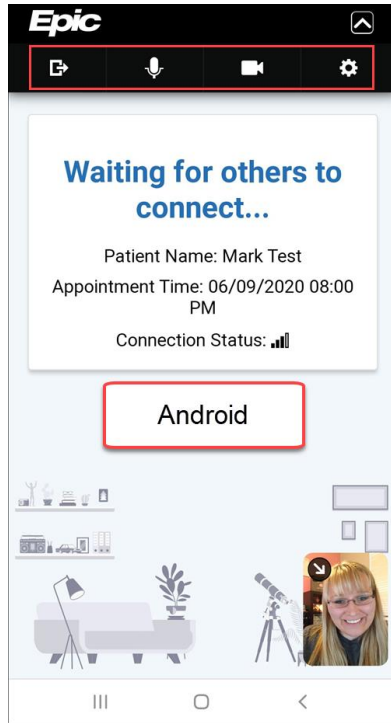 Epic
Waiting for others to
connect...
Patient Name: Mark Test
Appointment Time: 06/09/2020 08:00
PM
Connection Status:
Android